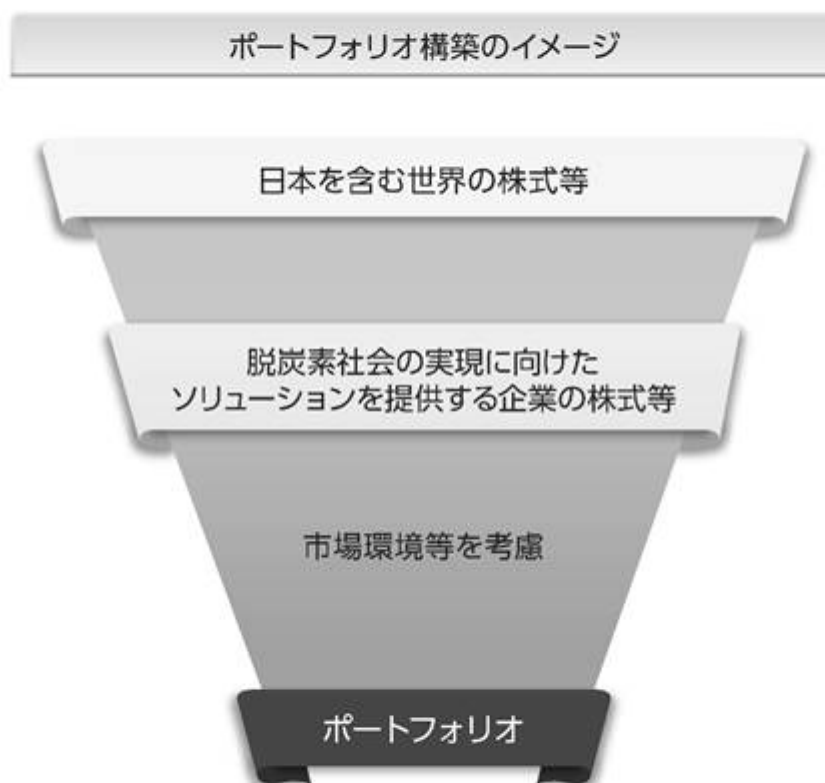 ポートフォリオ構築のイメージ
日本を含む世界の株式等
脱炭素社会の実現に向けた
ソリューションを提供する企業の株式等
市場環境等を考慮
ポートフォリオ